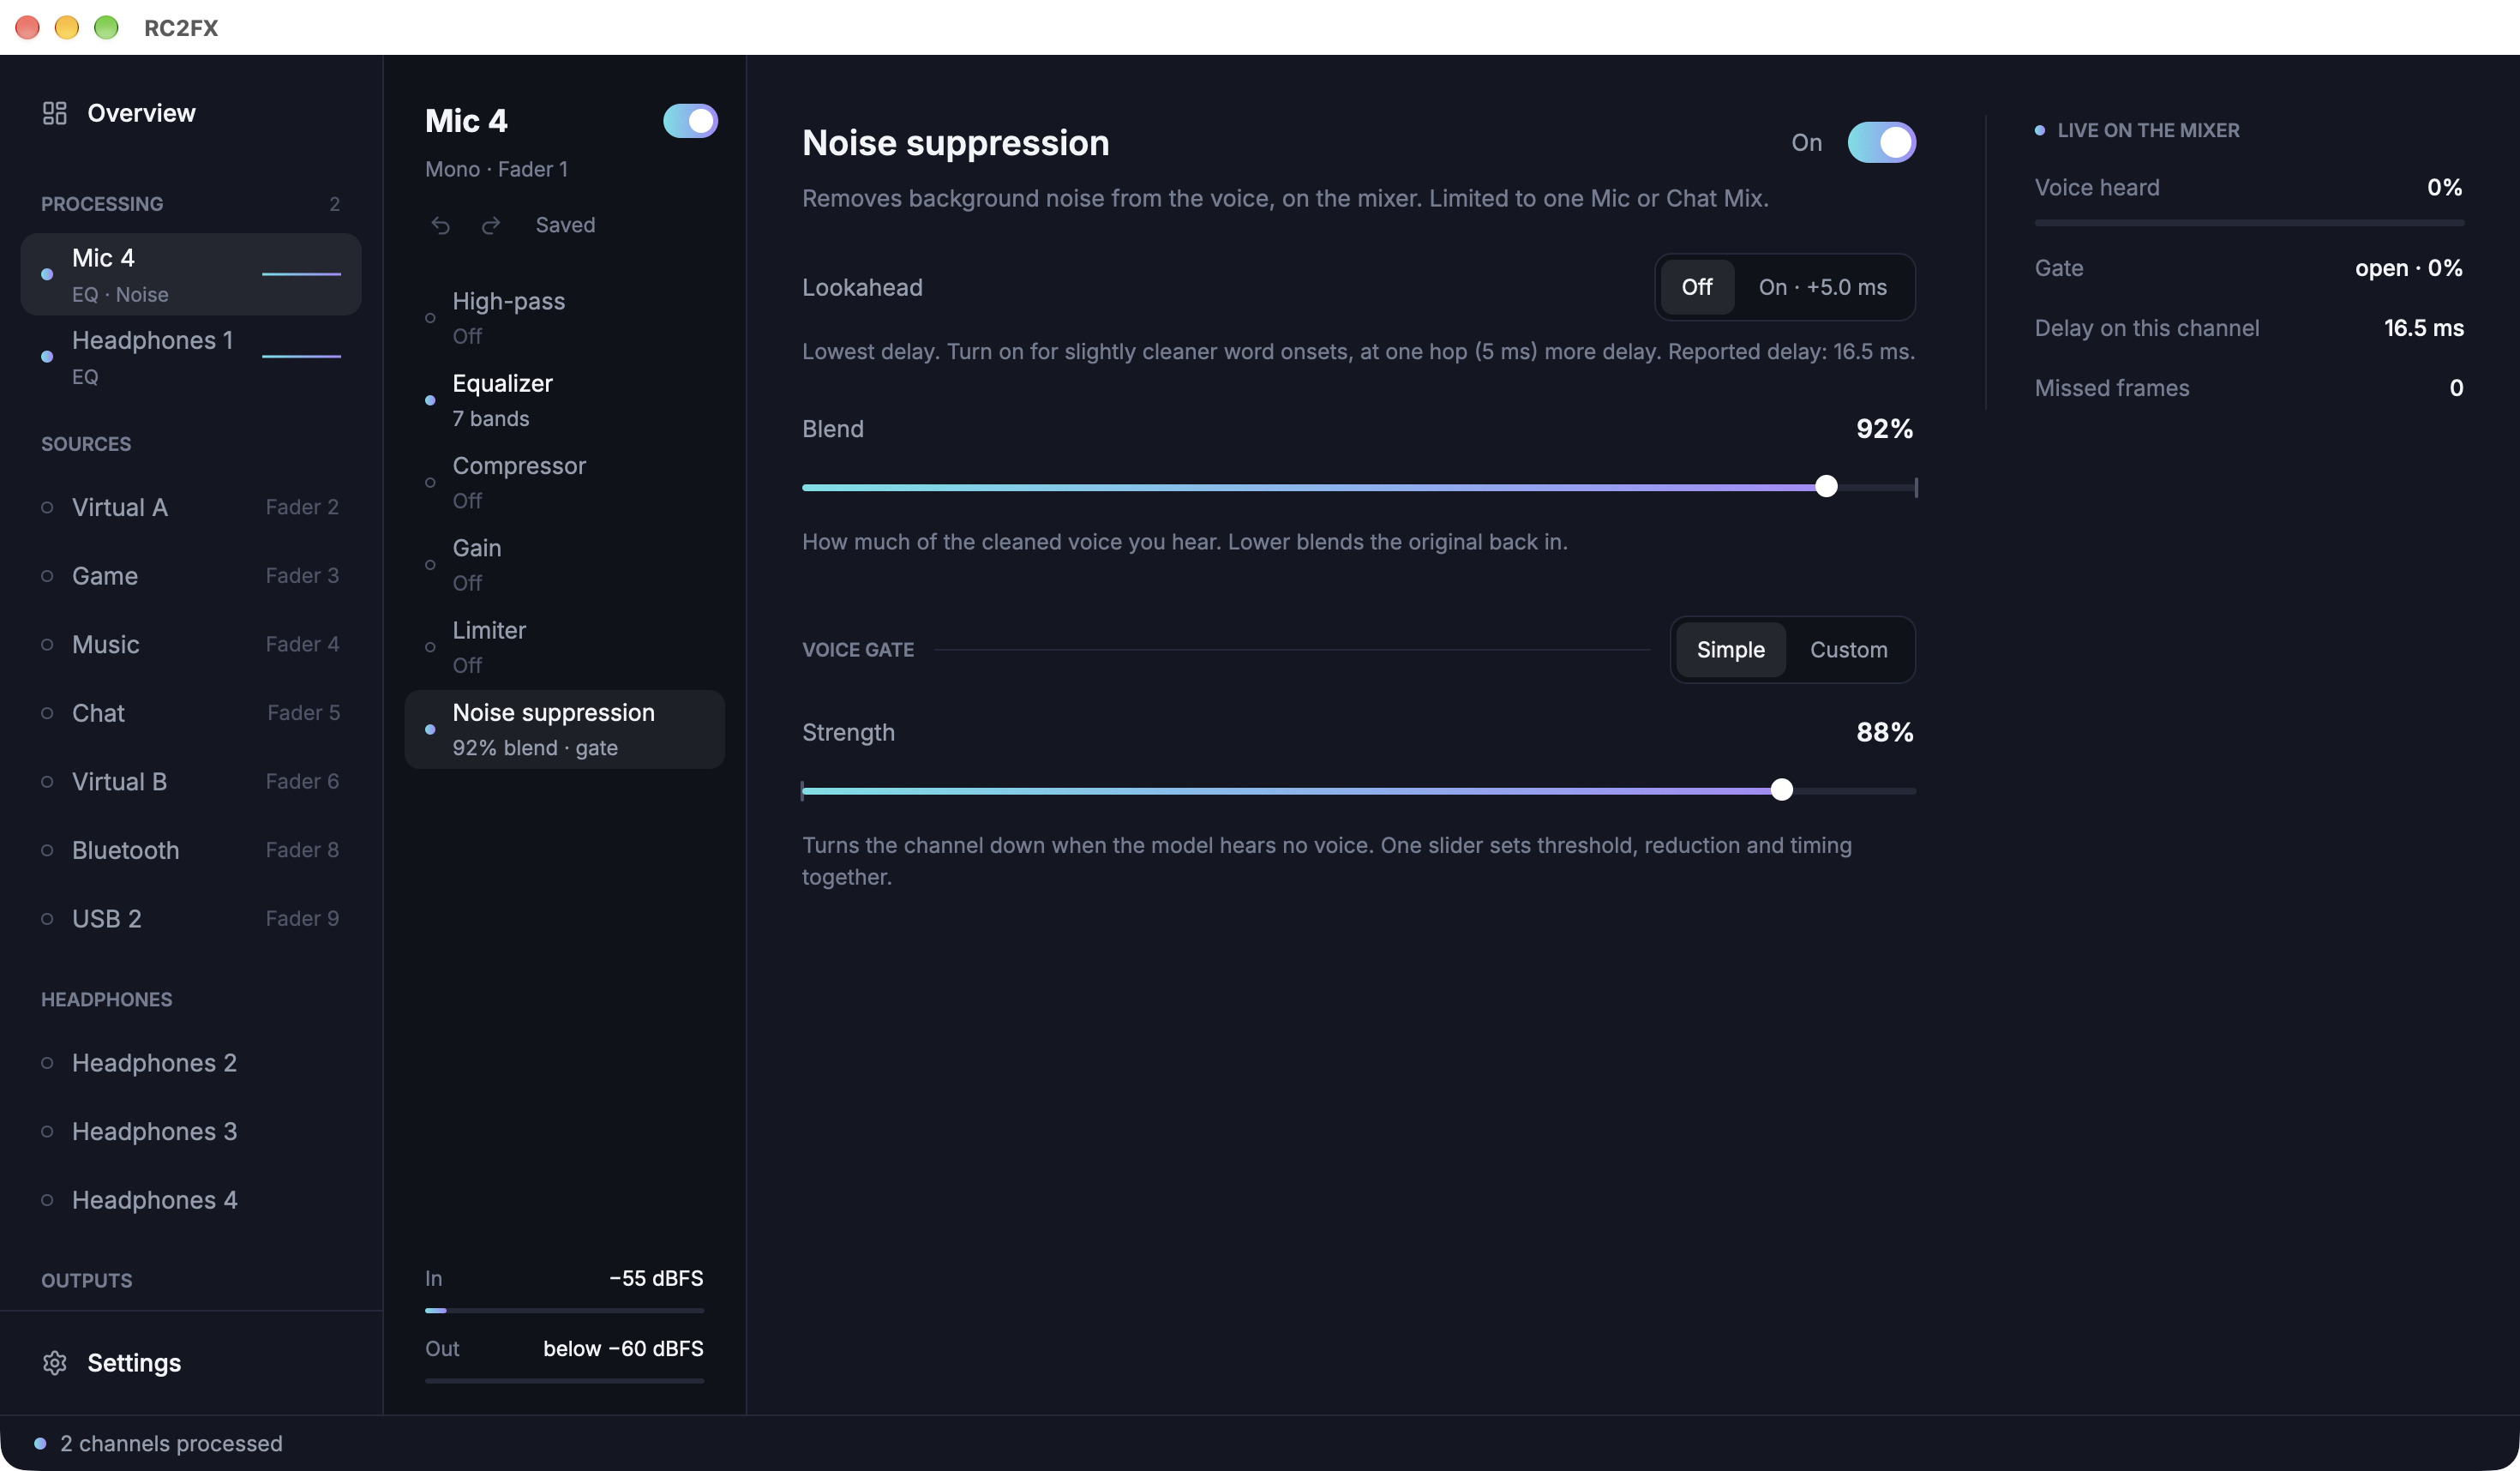 RC2FX
Overview
PROCESSING 2
Mic 4
EQ · Noise
Headphones 1
EQ
SOURCES
Virtual A Fader 2
Game Fader 3
Music Fader 4
Chat Fader 5
Virtual B Fader 6
Bluetooth Fader 8
USB 2 Fader 9
HEADPHONES
Headphones 2
Headphones 3
Headphones 4
OUTPUTS
Settings
Mic 4
Mono · Fader 1
Saved
High-pass
Off
Equalizer
7 bands
Compressor
Off
Gain
Off
Limiter
Off
Noise suppression
92% blend · gate
In −55 dBFS
Out below −60 dBFS
Noise suppression On
Removes background noise from the voice, on the mixer. Limited to one Mic or Chat Mix.
Lookahead Off On · +5.0 ms
Lowest delay. Turn on for slightly cleaner word onsets, at one hop (5 ms) more delay. Reported delay: 16.5 ms.
Blend 92%
How much of the cleaned voice you hear. Lower blends the original back in.
VOICE GATE Simple Custom
Strength 88%
Turns the channel down when the model hears no voice. One slider sets threshold, reduction and timing
together.
LIVE ON THE MIXER
Voice heard 0%
Gate open · 0%
Delay on this channel 16.5 ms
Missed frames 0
2 channels processed